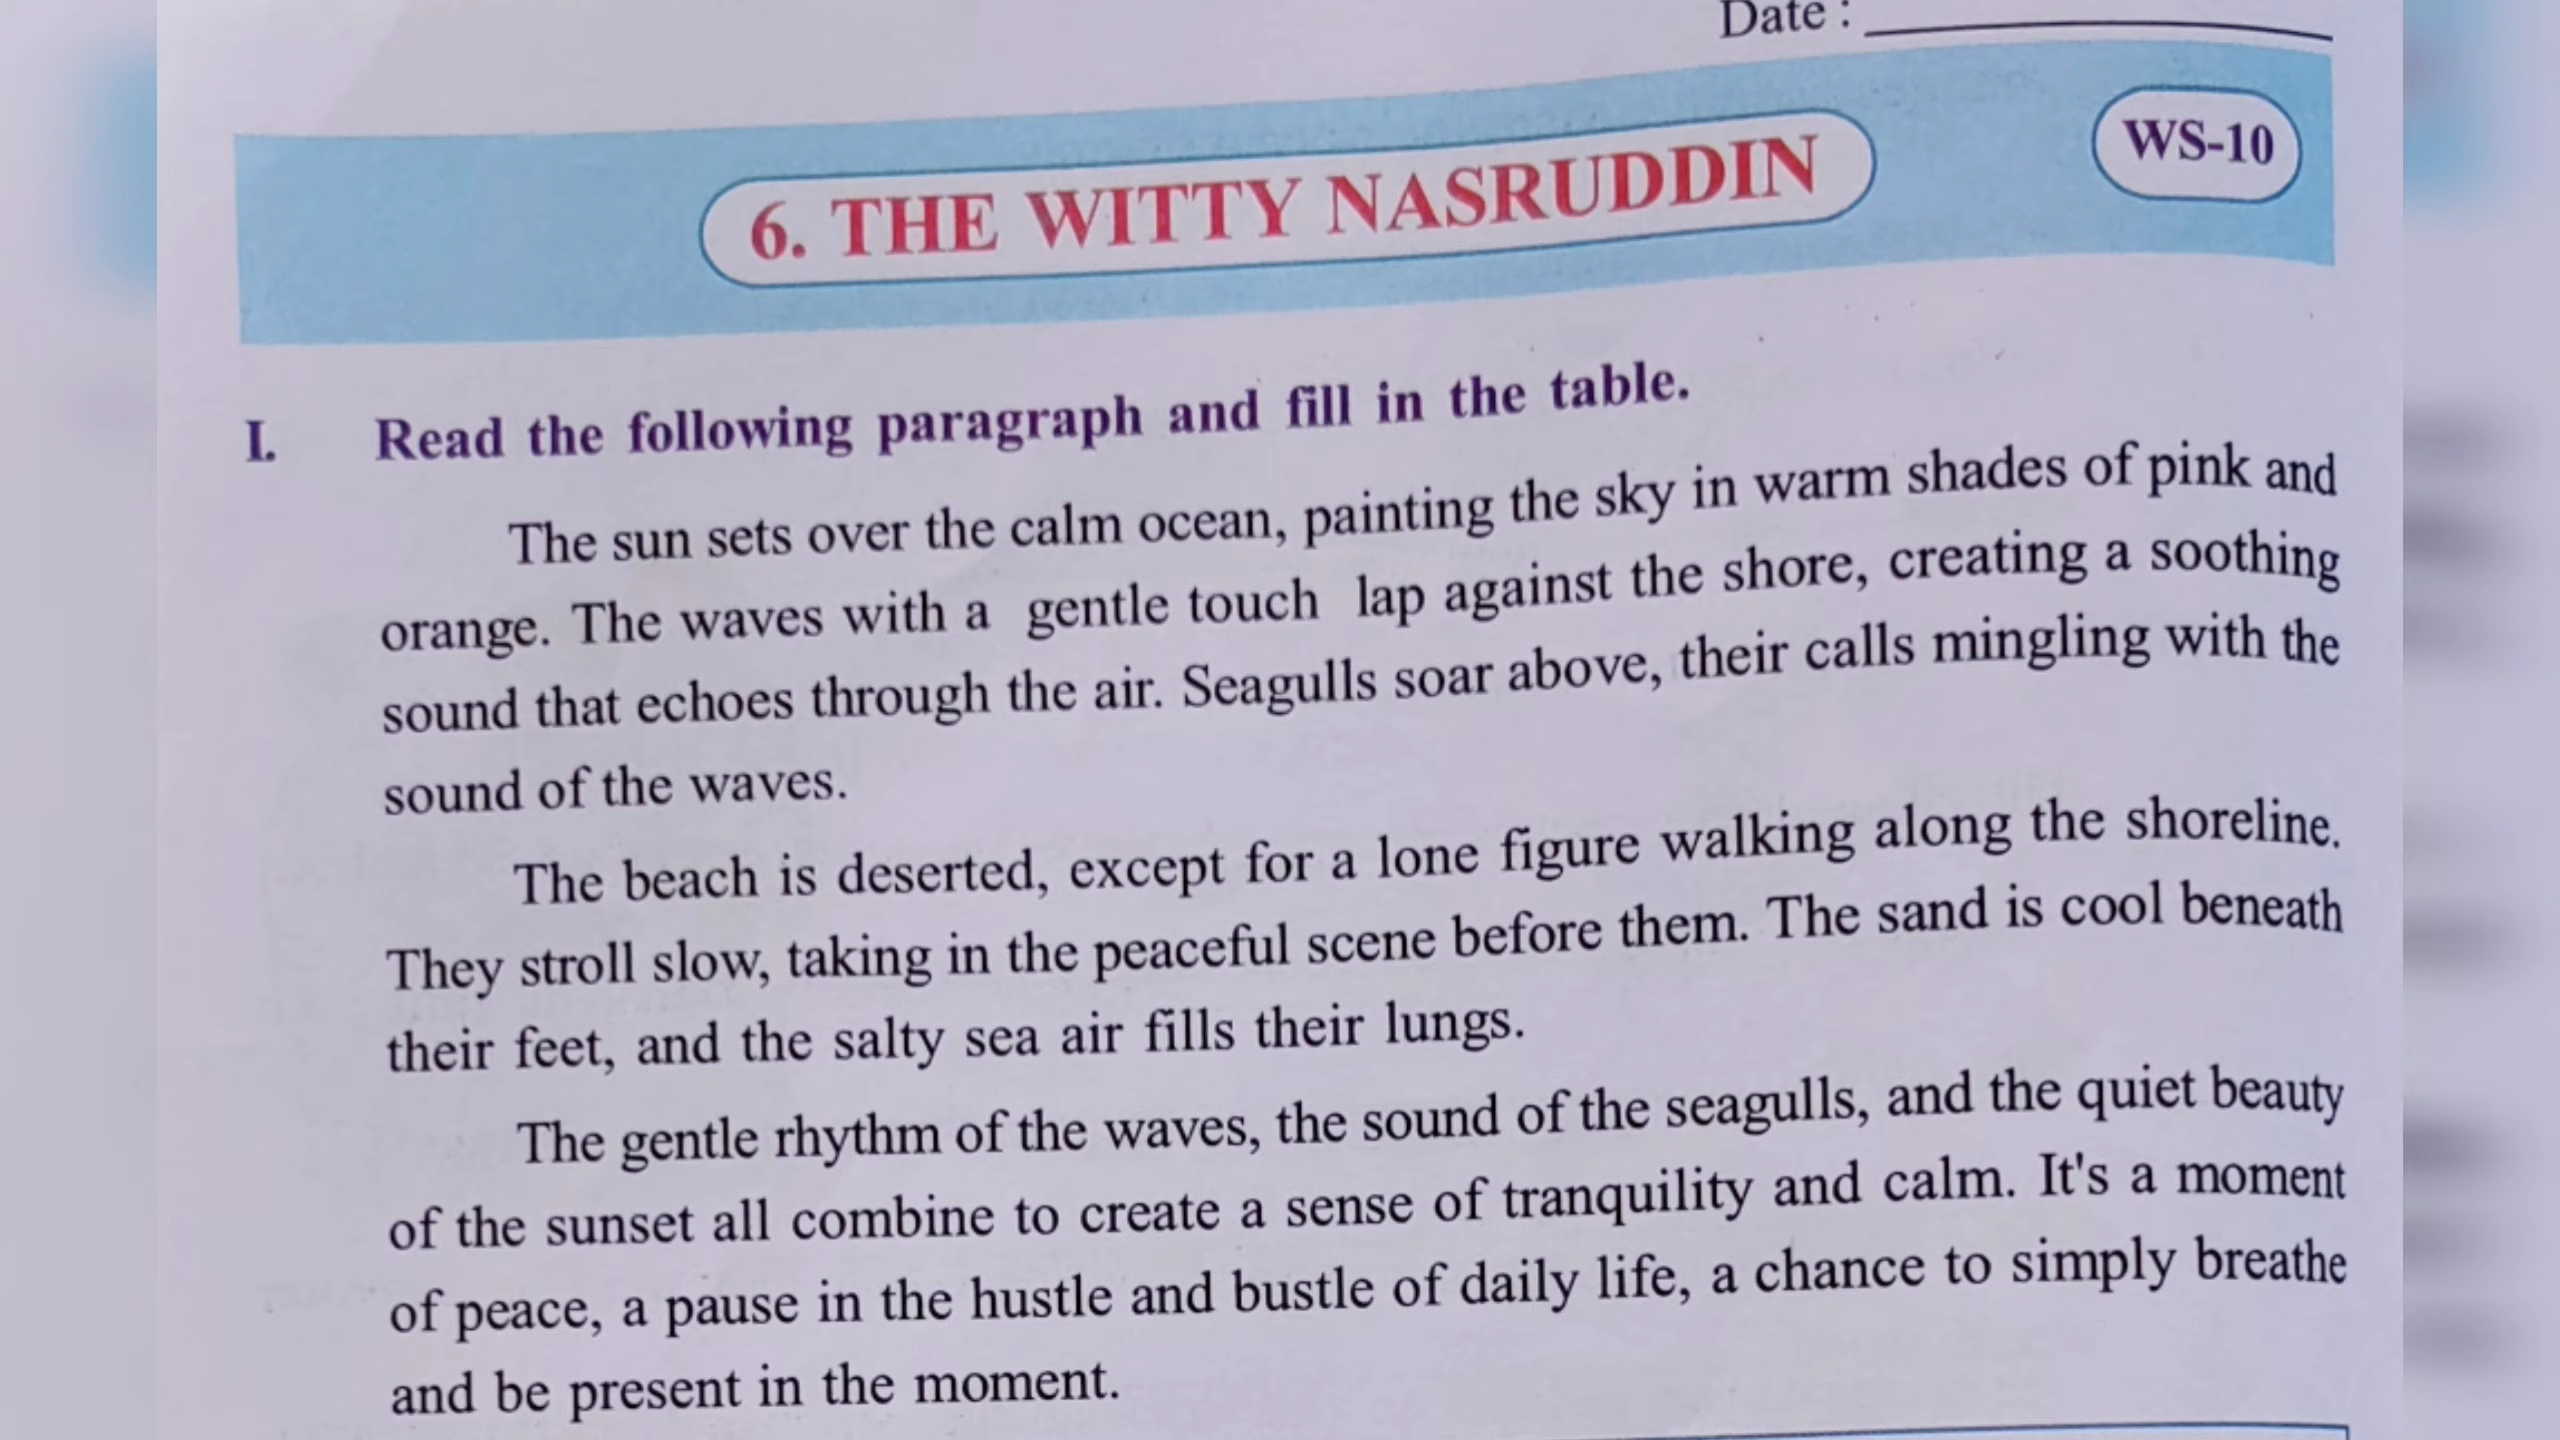 Date :
6. THE WITTY NASRUDDIN
WS-10
I. Read the following paragraph and fill in the table.
The sun sets over the calm ocean, painting the sky in warm shades of pink and
orange. The waves with a gentle touch lap against the shore, creating a soothing
sound that echoes through the air. Seagulls soar above, their calls mingling with the
sound of the waves.
The beach is deserted, except for a lone figure walking along the shoreline.
They stroll slow, taking in the peaceful scene before them. The sand is cool beneath
their feet, and the salty sea air fills their lungs.
The gentle rhythm of the waves, the sound of the seagulls, and the quiet beauty
of the sunset all combine to create a sense of tranquility and calm. It's a moment
of peace, a pause in the hustle and bustle of daily life, a chance to simply breathe
and be present in the moment.